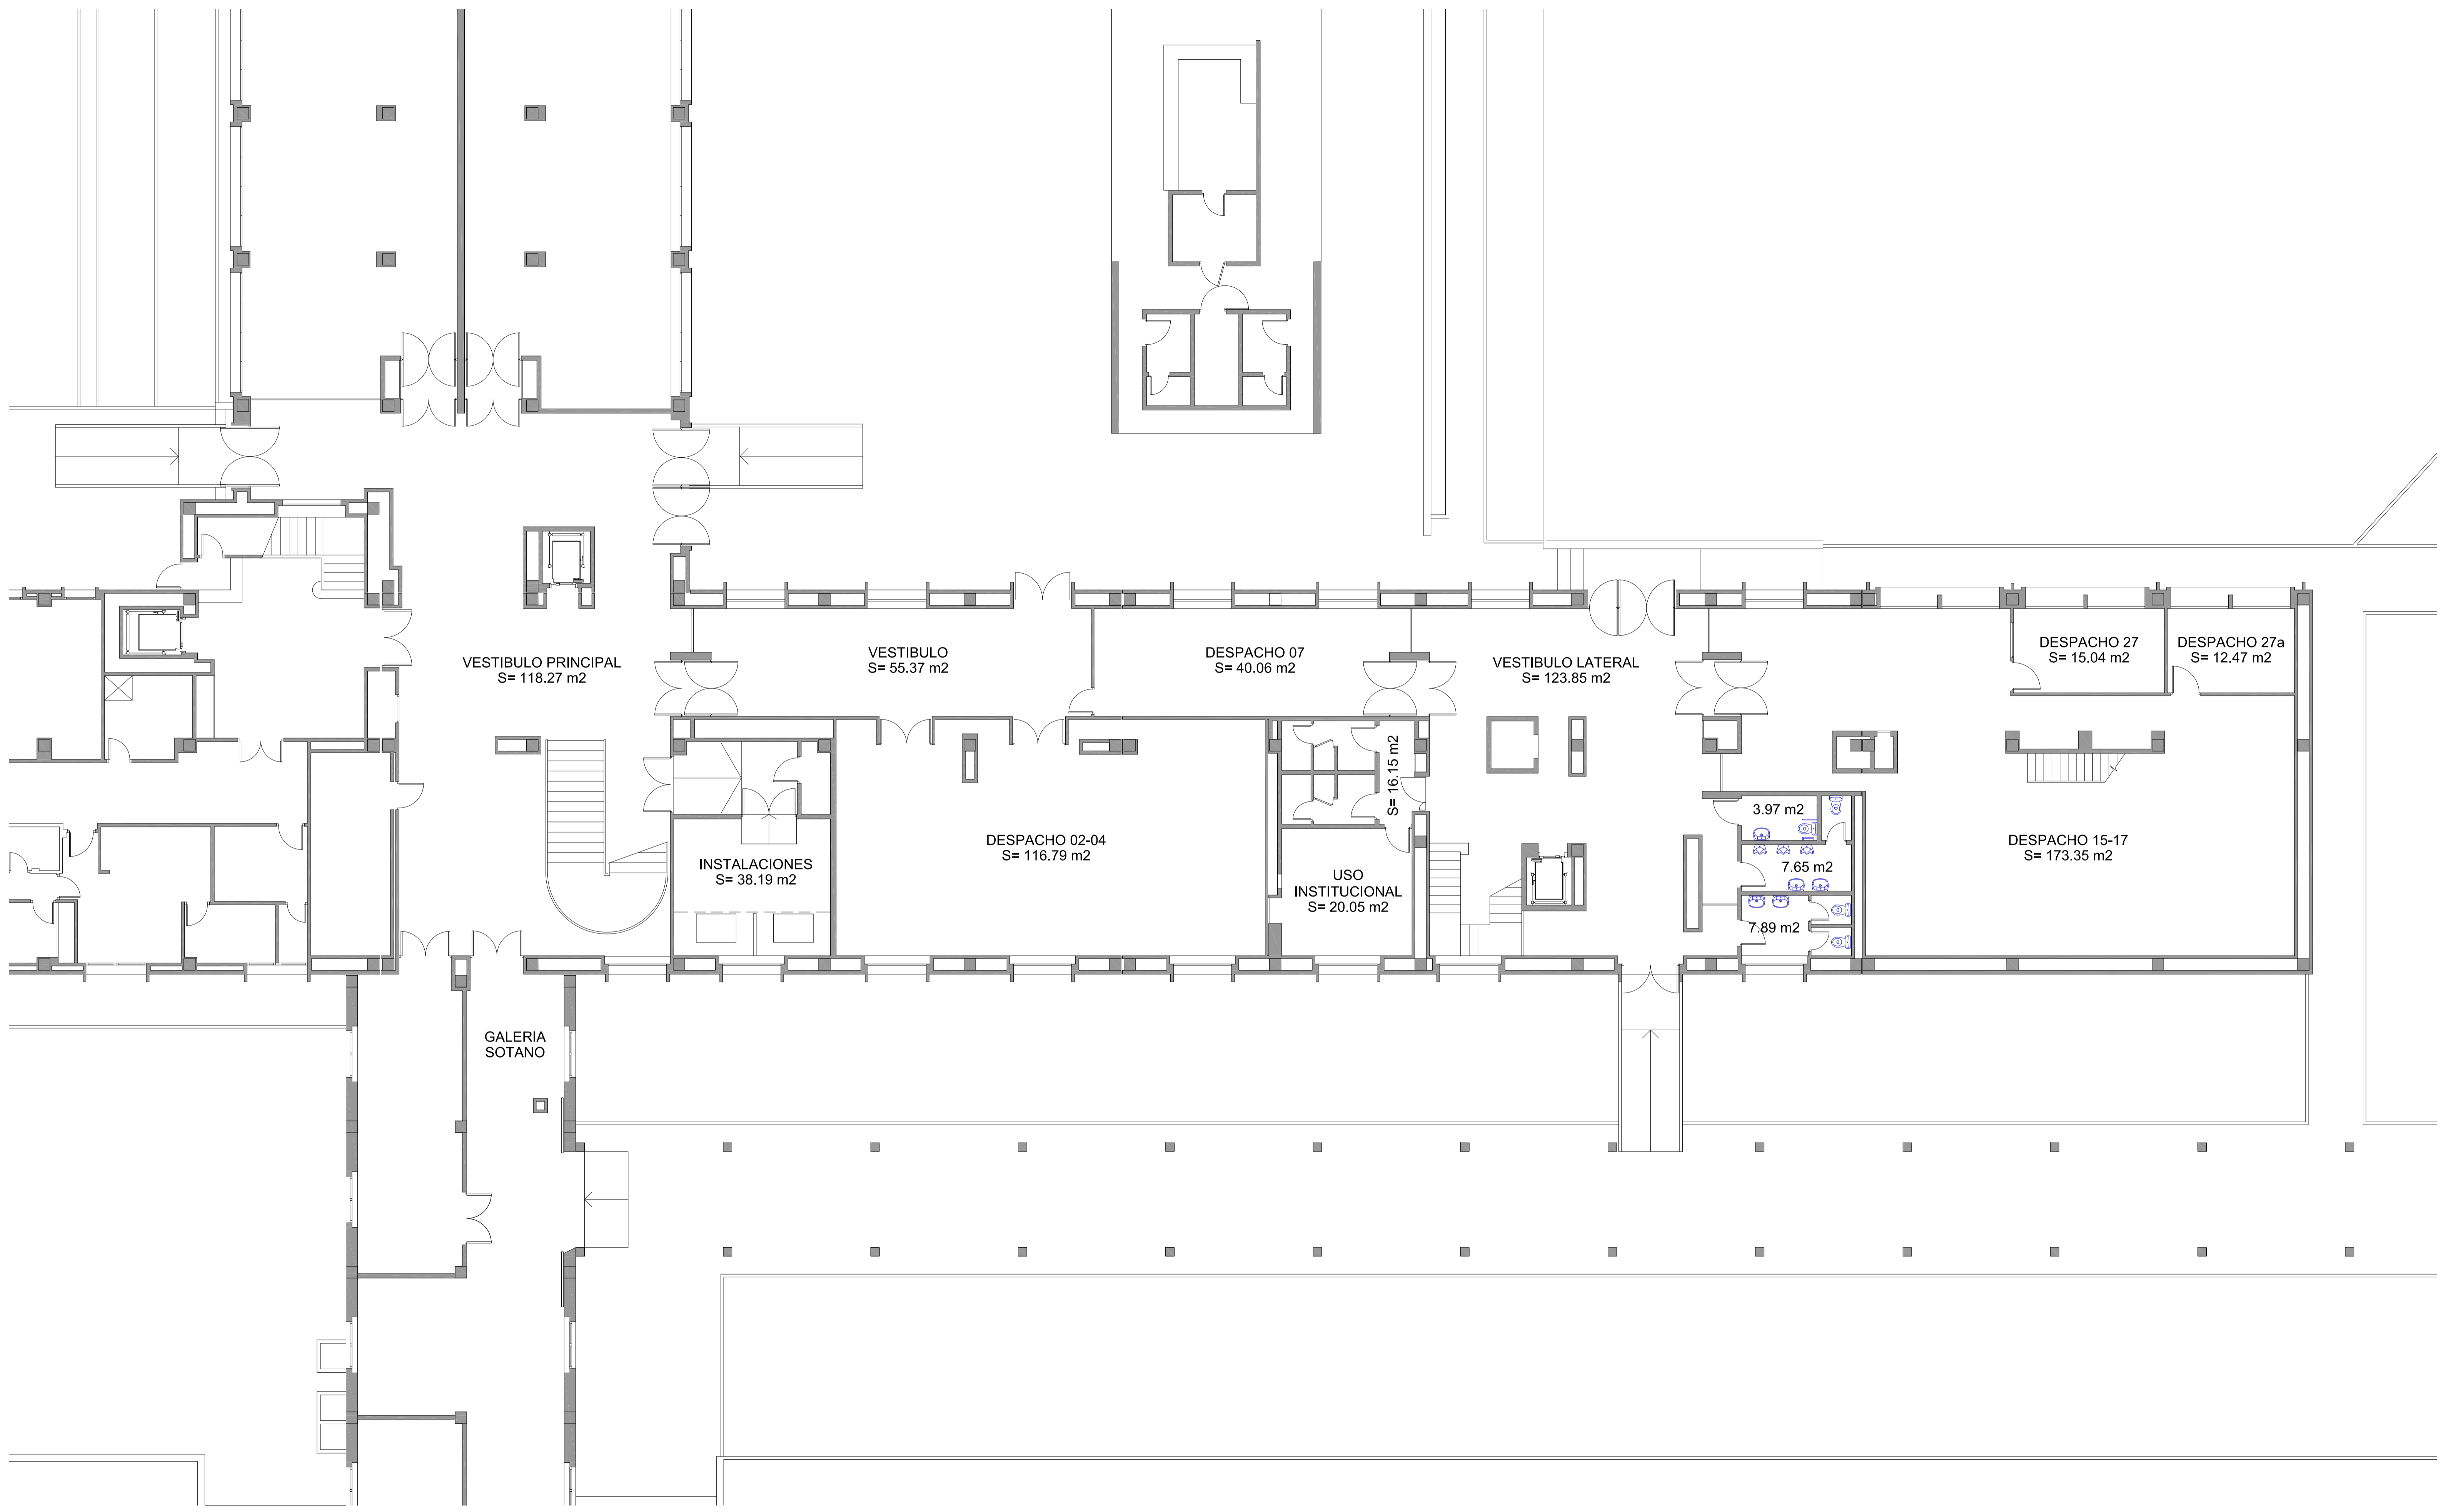 VESTIBULO PRINCIPAL
S= 118.27 m2
VESTIBULO
S= 55.37 m2
DESPACHO 07
S= 40.06 m2
VESTIBULO LATERAL
S= 123.85 m2
DESPACHO 27
S= 15.04 m2
DESPACHO 27a
S= 12.47 m2
S= 16.15 m2
INSTALACIONES
S= 38.19 m2
DESPACHO 02-04
S= 116.79 m2
USO
INSTITUCIONAL
S= 20.05 m2
3.97 m2
7.65 m2
7.89 m2
DESPACHO 15-17
S= 173.35 m2
GALERIA
SOTANO